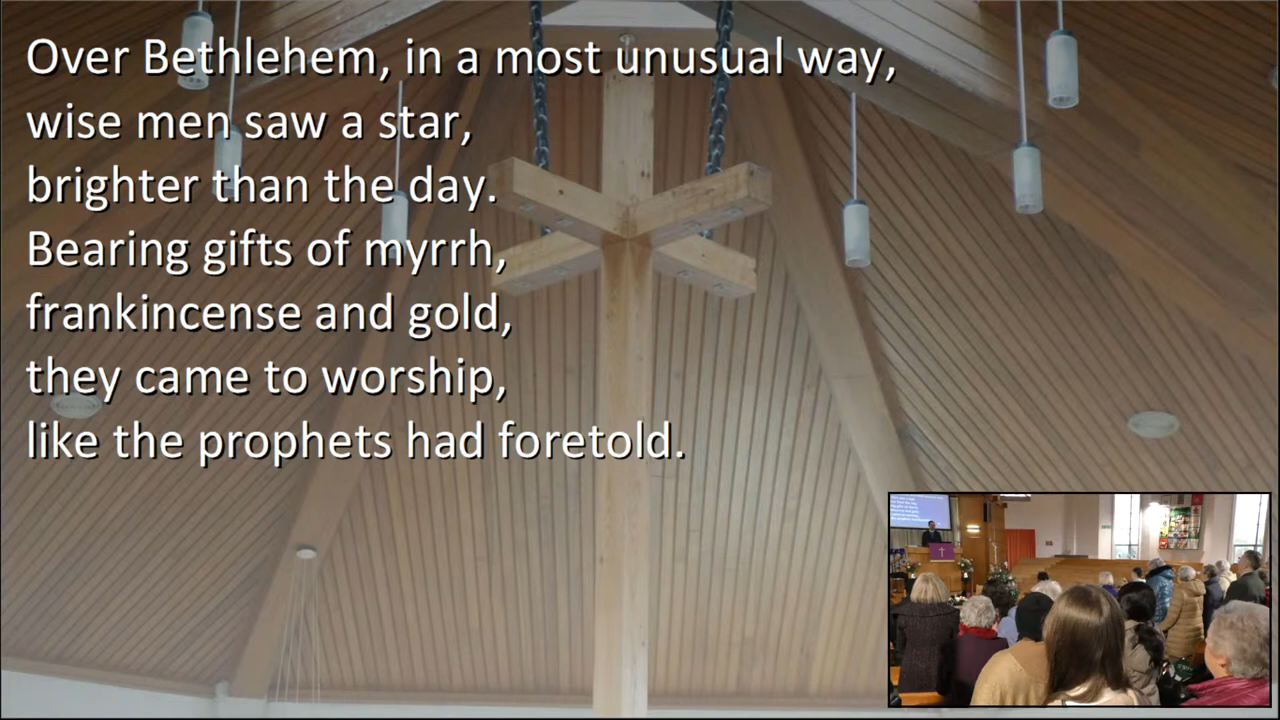 Over Bethlehem, in a most unusual way,
wise men saw a star,
brighter than the day.
Bearing gifts of myrrh,
frankincense and gold,
they came to worship,
like the prophets had foretold.